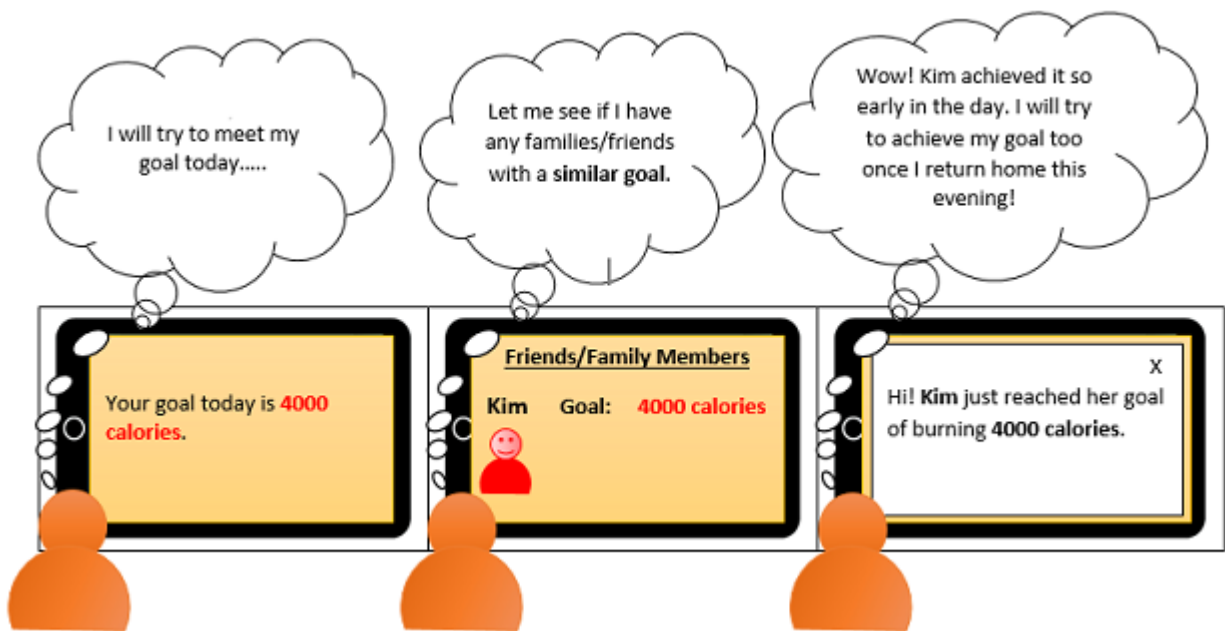 I will try to meet my
goal today.....
Let me see if I have
any families/friends
with a similar goal.
Wow! Kim achieved it so
early in the day. I will try
to achieve my goal too
once I return home this
evening!
Your goal today is 4000
calories.
Friends/Family Members
Kim Goal: 4000 calories
X
Hi! Kim just reached her goal
of burning 4000 calories.